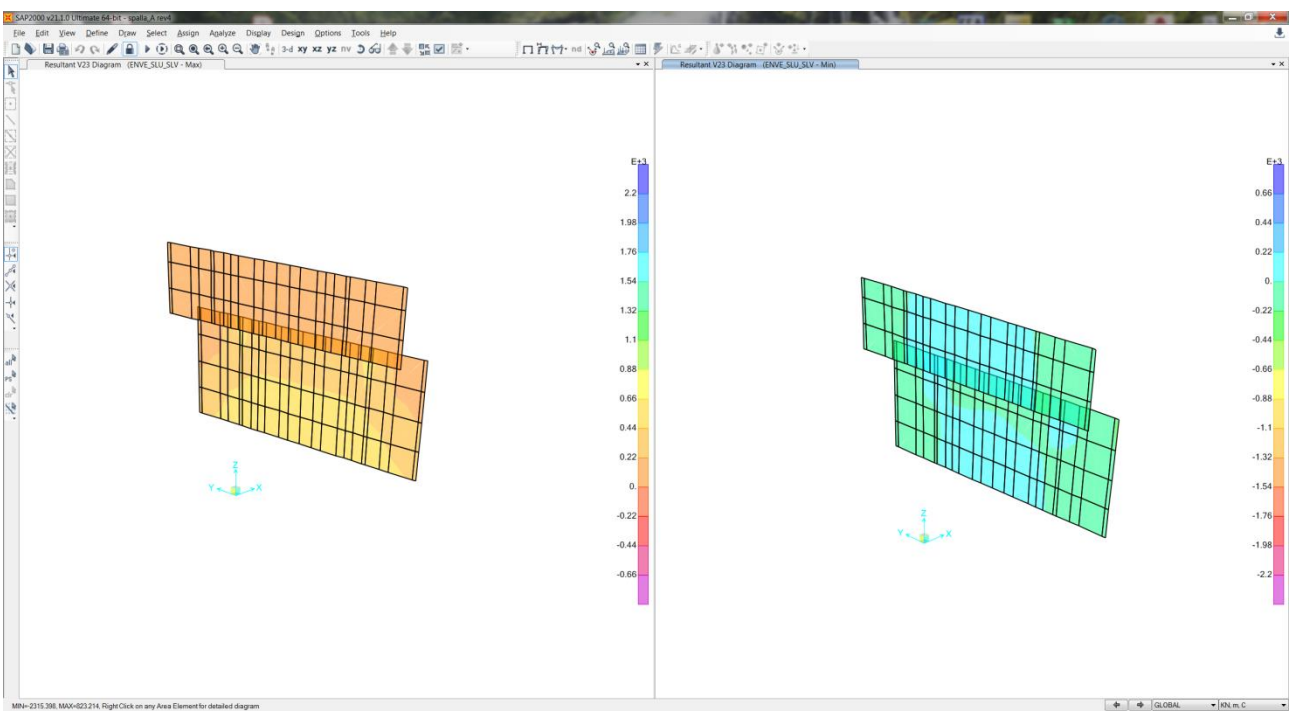 SAP2000 v21.1.0 Ultimate 64-bit - spalla_A rev4
File Edit View Define Draw Select Assign Analyze Display Design Options Tools Help
3-d xy xz yz nv
nd
Resultant V23 Diagram (ENVE_SLU_SLV - Max)
Resultant V23 Diagram (ENVE_SLU_SLV - Min)
E+3
2.2
1.98
1.76
1.54
1.32
1.1
0.88
0.66
0.44
0.22
0.
-0.22
-0.44
-0.66
Z
Y
X
E+3
0.66
0.44
0.22
0.
-0.22
-0.44
-0.66
-0.88
-1.1
-1.32
-1.54
-1.76
-1.98
-2.2
Z
Y
X
all
PS
clr
MIN=-2315.398, MAX=823.214, Right Click on any Area Element for detailed diagram
GLOBAL
KN, m, C